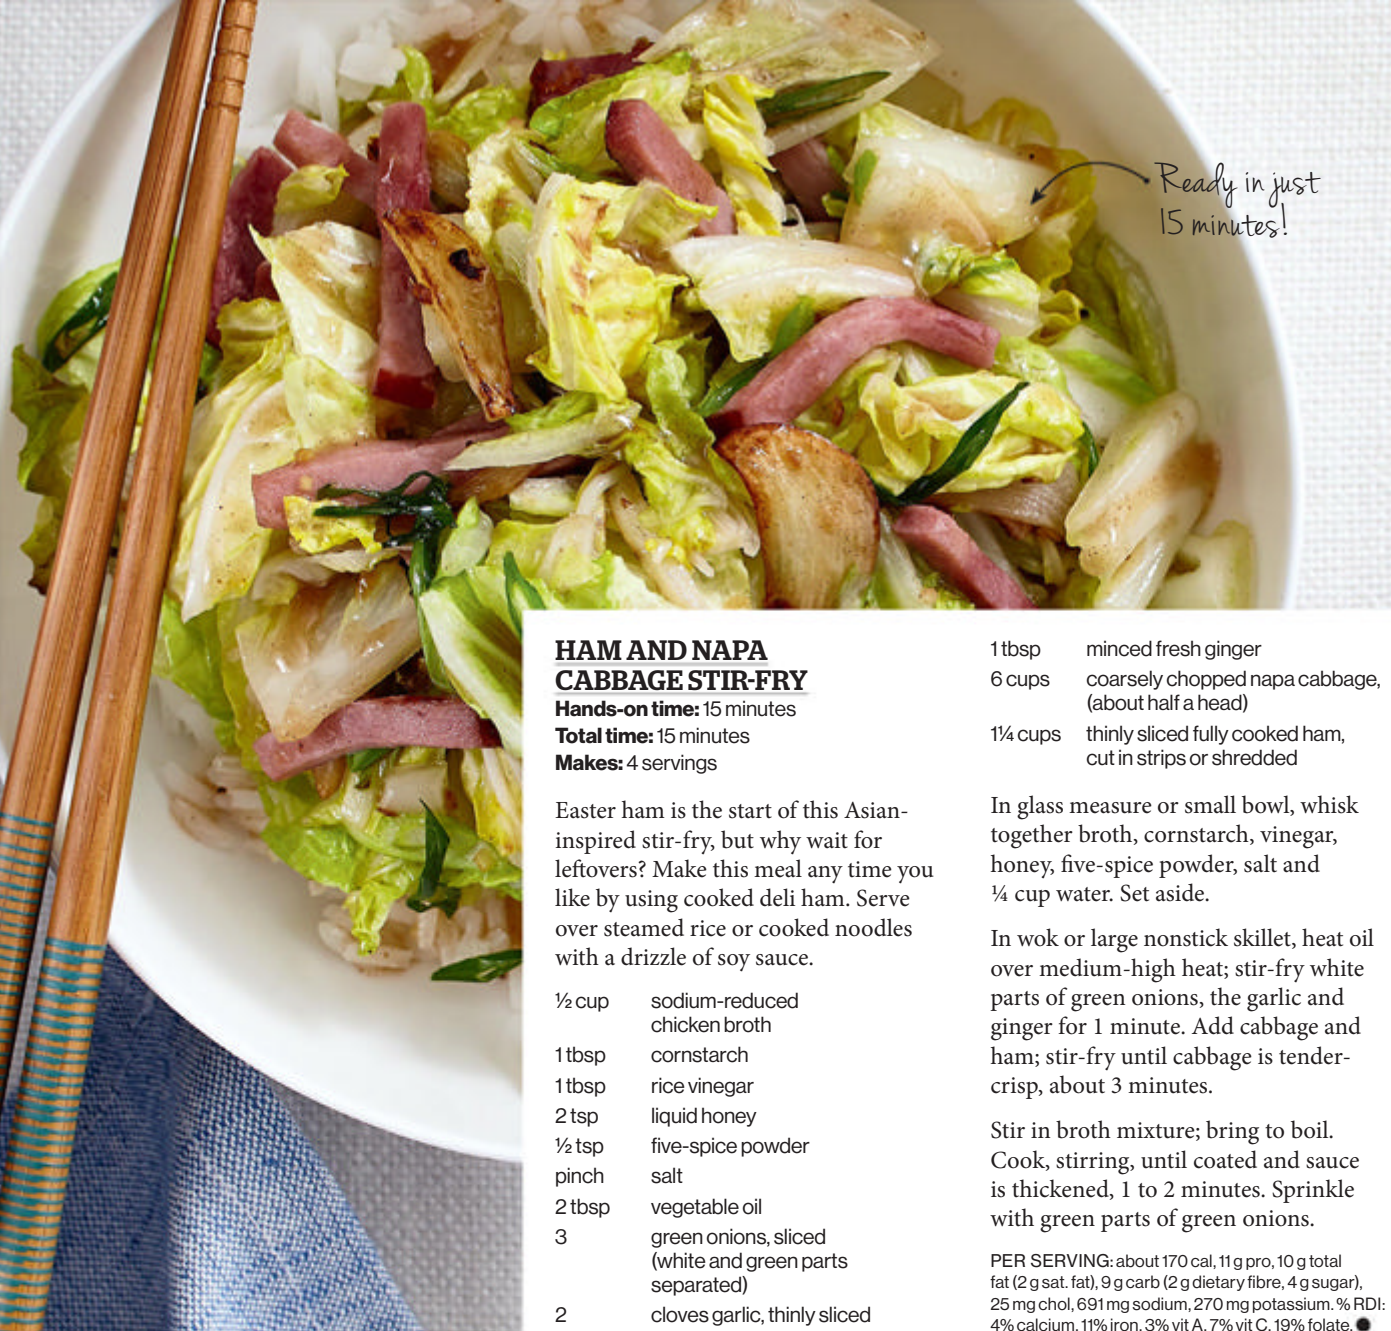 Ready in just
15 minutes!
HAM AND NAPA
CABBAGE STIR-FRY
Hands-on time: 15 minutes
Total time: 15 minutes
Makes: 4 servings
Easter ham is the start of this Asian-
inspired stir-fry, but why wait for
leftovers? Make this meal any time you
like by using cooked deli ham. Serve
over steamed rice or cooked noodles
with a drizzle of soy sauce.
½ cup sodium-reduced
chicken broth
1 tbsp cornstarch
1 tbsp rice vinegar
2 tsp liquid honey
½ tsp five-spice powder
pinch salt
2 tbsp vegetable oil
3 green onions, sliced
(white and green parts
separated)
2 cloves garlic, thinly sliced
1 tbsp minced fresh ginger
6 cups coarsely chopped napa cabbage,
(about half a head)
1¼ cups thinly sliced fully cooked ham,
cut in strips or shredded
In glass measure or small bowl, whisk
together broth, cornstarch, vinegar,
honey, five-spice powder, salt and
¼ cup water. Set aside.
In wok or large nonstick skillet, heat oil
over medium-high heat; stir-fry white
parts of green onions, the garlic and
ginger for 1 minute. Add cabbage and
ham; stir-fry until cabbage is tender-
crisp, about 3 minutes.
Stir in broth mixture; bring to boil.
Cook, stirring, until coated and sauce
is thickened, 1 to 2 minutes. Sprinkle
with green parts of green onions.
PER SERVING: about 170 cal, 11 g pro, 10 g total
fat (2 g sat. fat), 9 g carb (2 g dietary fibre, 4 g sugar),
25 mg chol, 691 mg sodium, 270 mg potassium. % RDI:
4% calcium, 11% iron, 3% vit A, 7% vit C, 19% folate.